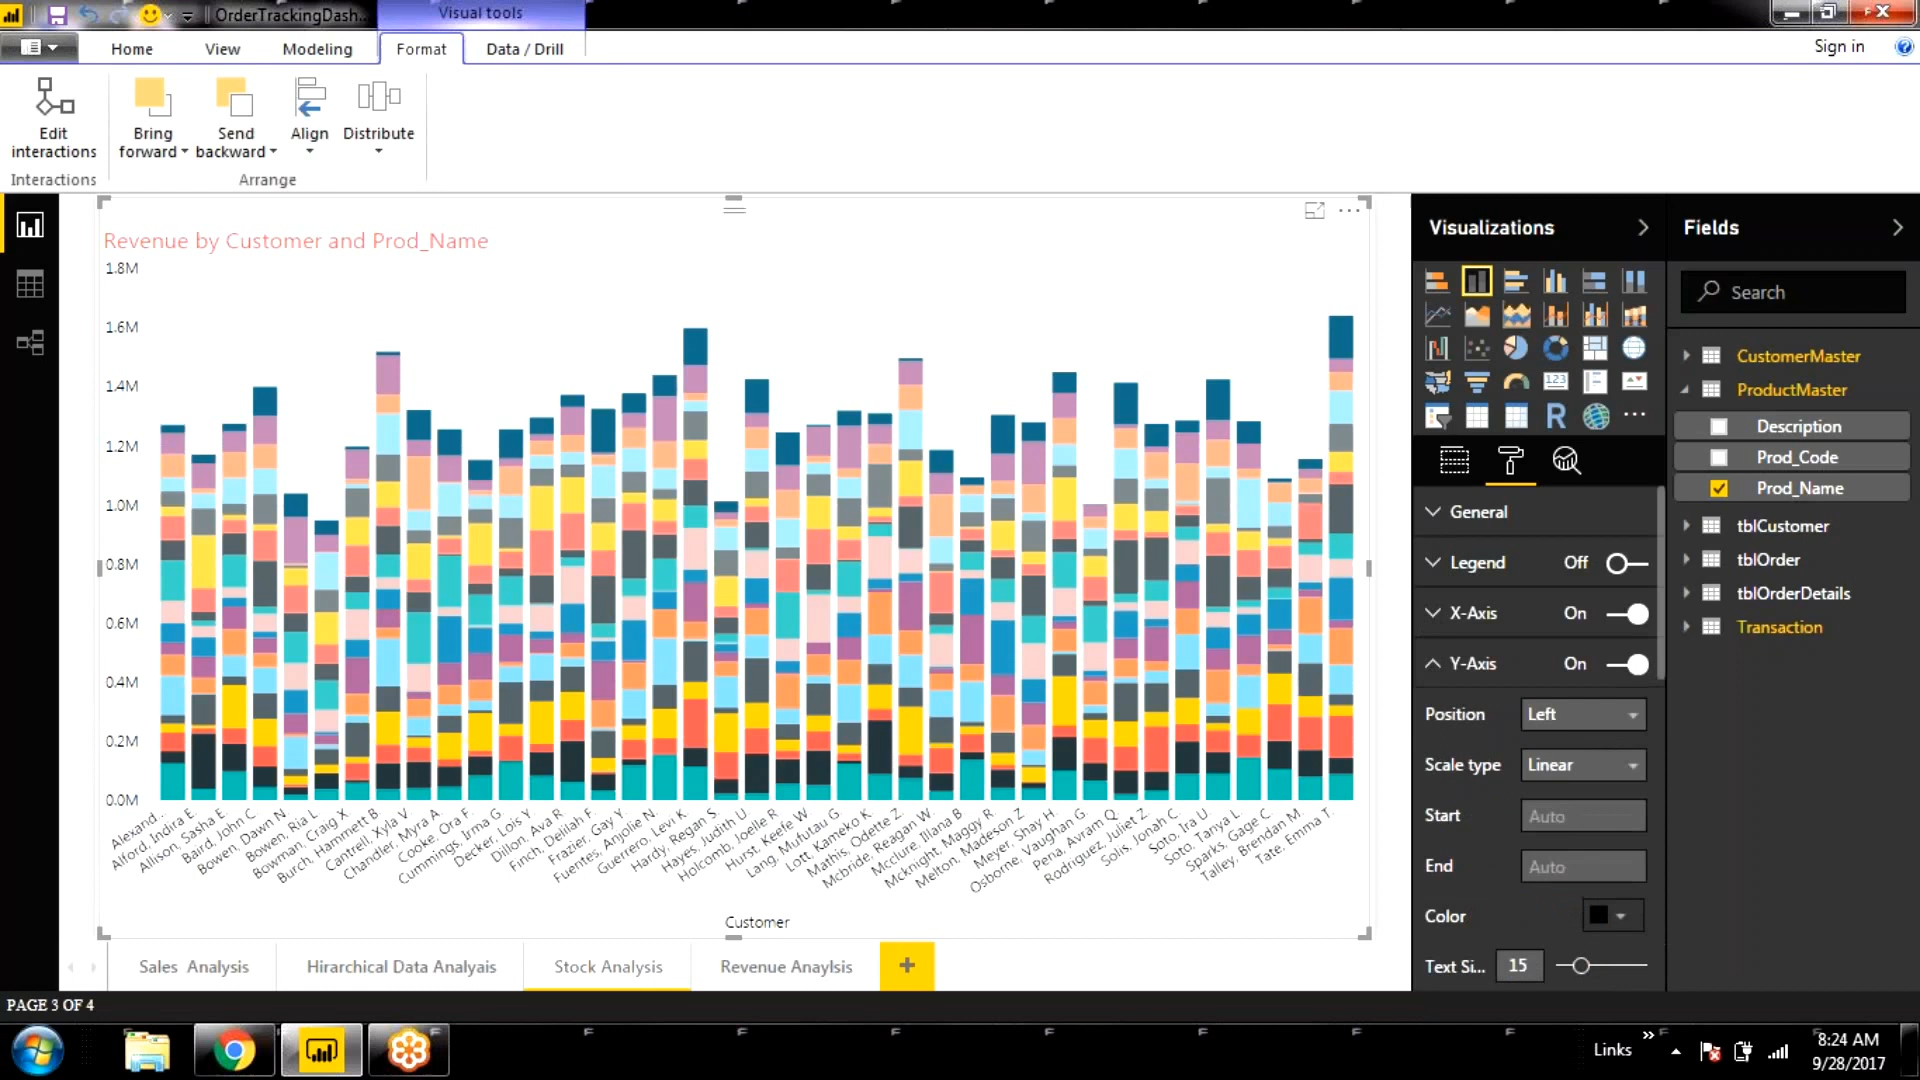 OrderTrackingDash..
Visual tools
Home
View
Modeling
Format
Data / Drill
Sign in
Edit
interactions
Bring
forward
Send
backward
Align
Distribute
Interactions
Arrange
Revenue by Customer and Prod_Name
1.8M
1.6M
1.4M
1.2M
1.0M
0.8M
0.6M
0.4M
0.2M
0.0M
Alexand...
Alford, Indira E.
Allison, Sasha E.
Baird, John C
Bowen, Dawn N
Bowen, Ria L
Bowman, Craig X
Burch, Hammett B.
Cantrell, Xyla V.
Chandler, Myra A.
Cooke, Ora F.
Cummings, Irma G
Decker, Lois Y.
Dillon, Ava R
Finch, Delilah F.
Frazier, Gay Y.
Fuentes, Anjolie N.
Guerrero, Levi K.
Hardy, Regan S.
Hayes, Judith U
Holcomb, Joelle R
Hurst, Keefe W
Lang, Mufutau G.
Lott, Kameko K.
Mathis, Odette Z.
Mcbride, Reagan W.
Mcclure, Illana B
Mcknight, Maggy R.
Melton, Madeson Z
Meyer, Shay H.
Osborne, Vaughan G
Pena, Avram Q.
Rodriquez, Juliet Z.
Solis, Jonah C.
Soto, Ira U.
Soto, Tanya L.
Sparks, Gage C
Talley, Brendan M.
Tate, Emma T.
Customer
Visualizations
123
R
General
Legend Off
X-Axis On
Y-Axis On
Position Left
Scale type Linear
Start Auto
End Auto
Color
Text Si... 15
Fields
Search
CustomerMaster
ProductMaster
Description
Prod_Code
Prod_Name
tblCustomer
tblOrder
tblOrderDetails
Transaction
Sales Analysis
Hirarchical Data Analyais
Stock Analysis
Revenue Anaylsis
+
PAGE 3 OF 4
Links
8:24 AM
9/28/2017